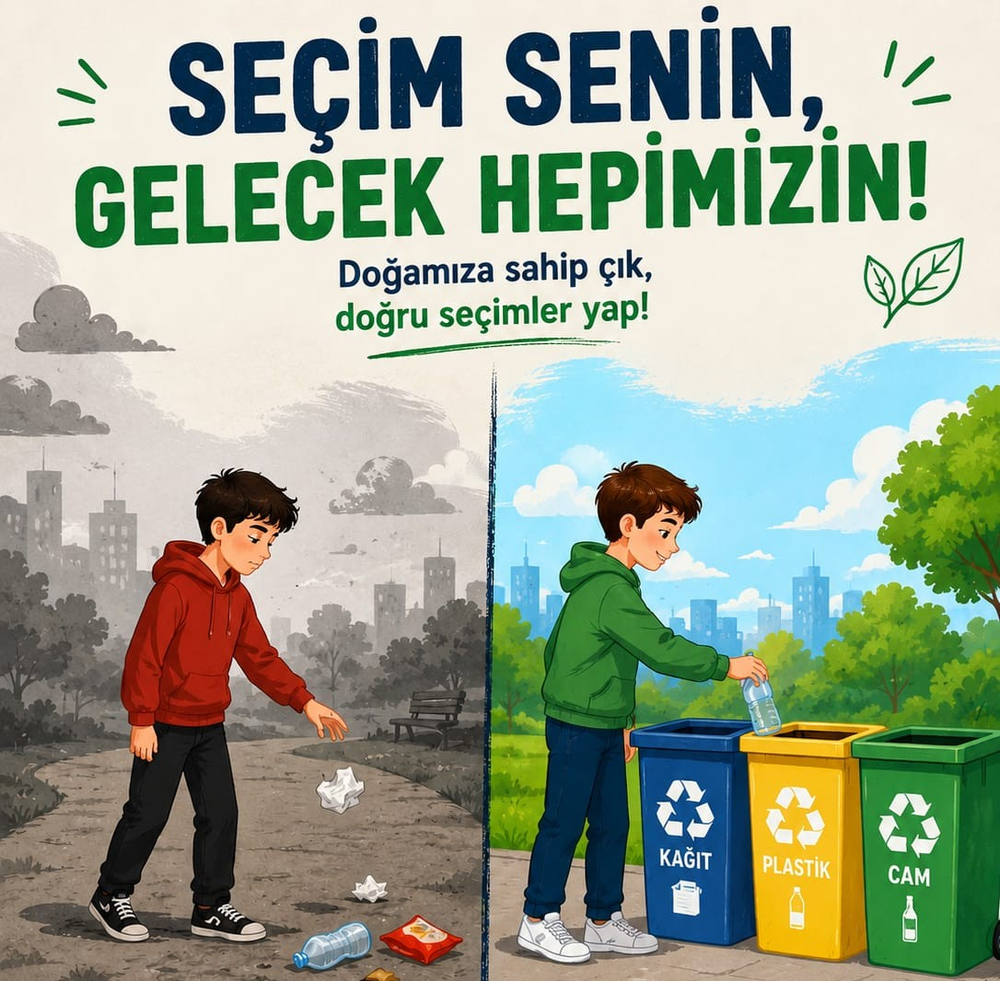 SEÇİM SENİN,
GELECEK HEPİMİZİN!
Doğamıza sahip çık,
doğru seçimler yap!
KAĞIT
PLASTİK
CAM